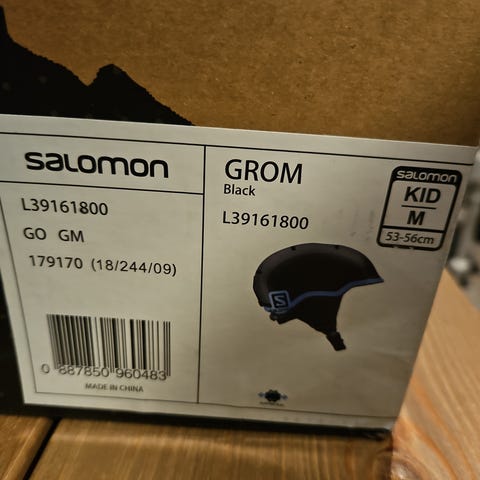 salomon
L39161800
GO GM
179170 (18/244/09)
0 887850 960483
MADE IN CHINA
GROM
Black
L39161800
S
SALOMON
KID
M
53-56cm